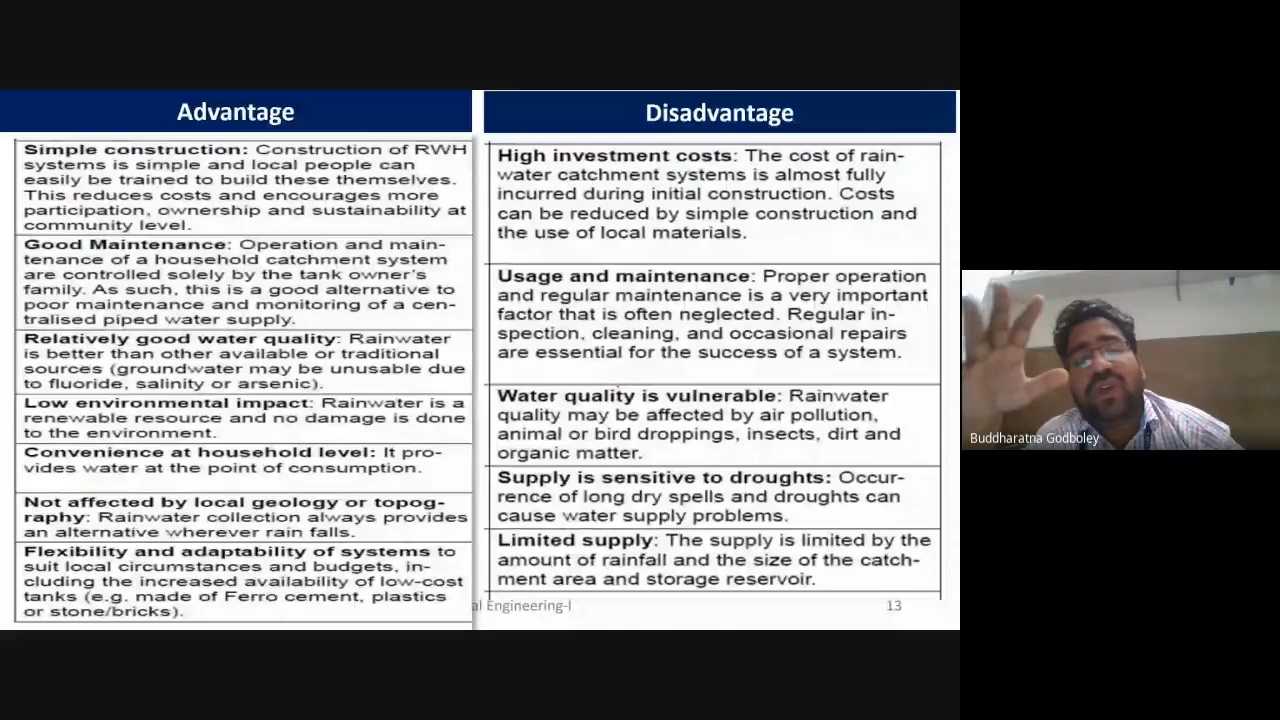 Advantage
Simple construction: Construction of RWH
systems is simple and local people can
easily be trained to build these themselves.
This reduces costs and encourages more
participation, ownership and sustainability at
community level.
Good Maintenance: Operation and main-
tenance of a household catchment system
are controlled solely by the tank owner's
family. As such, this is a good alternative to
poor maintenance and monitoring of a cen-
tralised piped water supply.
Relatively good water quality: Rainwater
is better than other available or traditional
sources (groundwater may be unusable due
to fluoride, salinity or arsenic).
Low environmental impact: Rainwater is a
renewable resource and no damage is done
to the environment.
Convenience at household level: It pro-
vides water at the point of consumption.
Not affected by local geology or topog-
raphy: Rainwater collection always provides
an alternative wherever rain falls.
Flexibility and adaptability of systems to
suit local circumstances and budgets, in-
cluding the increased availability of low-cost
tanks (e.g. made of Ferro cement, plastics
or stone/bricks).
Disadvantage
High investment costs: The cost of rain-
water catchment systems is almost fully
incurred during initial construction. Costs
can be reduced by simple construction and
the use of local materials.
Usage and maintenance: Proper operation
and regular maintenance is a very important
factor that is often neglected. Regular in-
spection, cleaning, and occasional repairs
are essential for the success of a system.
Water quality is vulnerable: Rainwater
quality may be affected by air pollution,
animal or bird droppings, insects, dirt and
organic matter.
Supply is sensitive to droughts: Occur-
rence of long dry spells and droughts can
cause water supply problems.
Limited supply: The supply is limited by the
amount of rainfall and the size of the catch-
ment area and storage reservoir.
al Engineering-I
13
Buddharatna Godboley